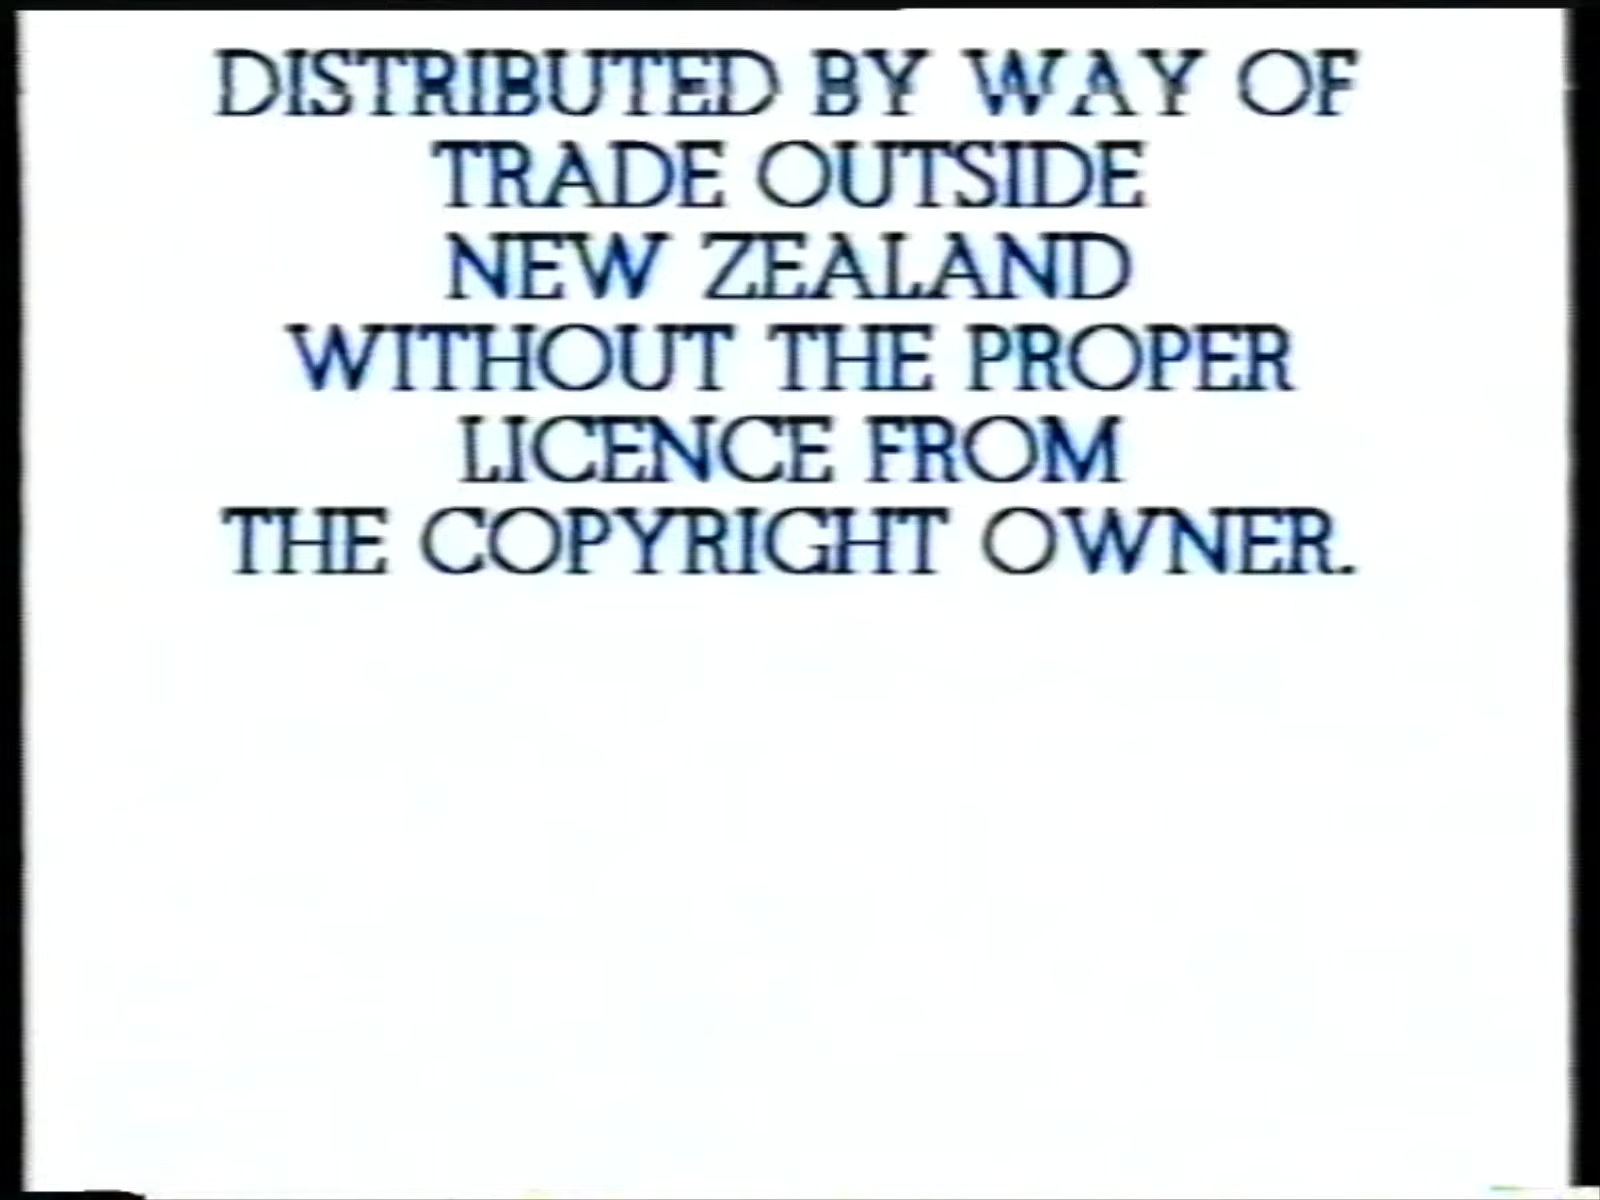 DISTRIBUTED BY WAY OF
TRADE OUTSIDE
NEW ZEALAND
WITHOUT THE PROPER
LICENCE FROM
THE COPYRIGHT OWNER.